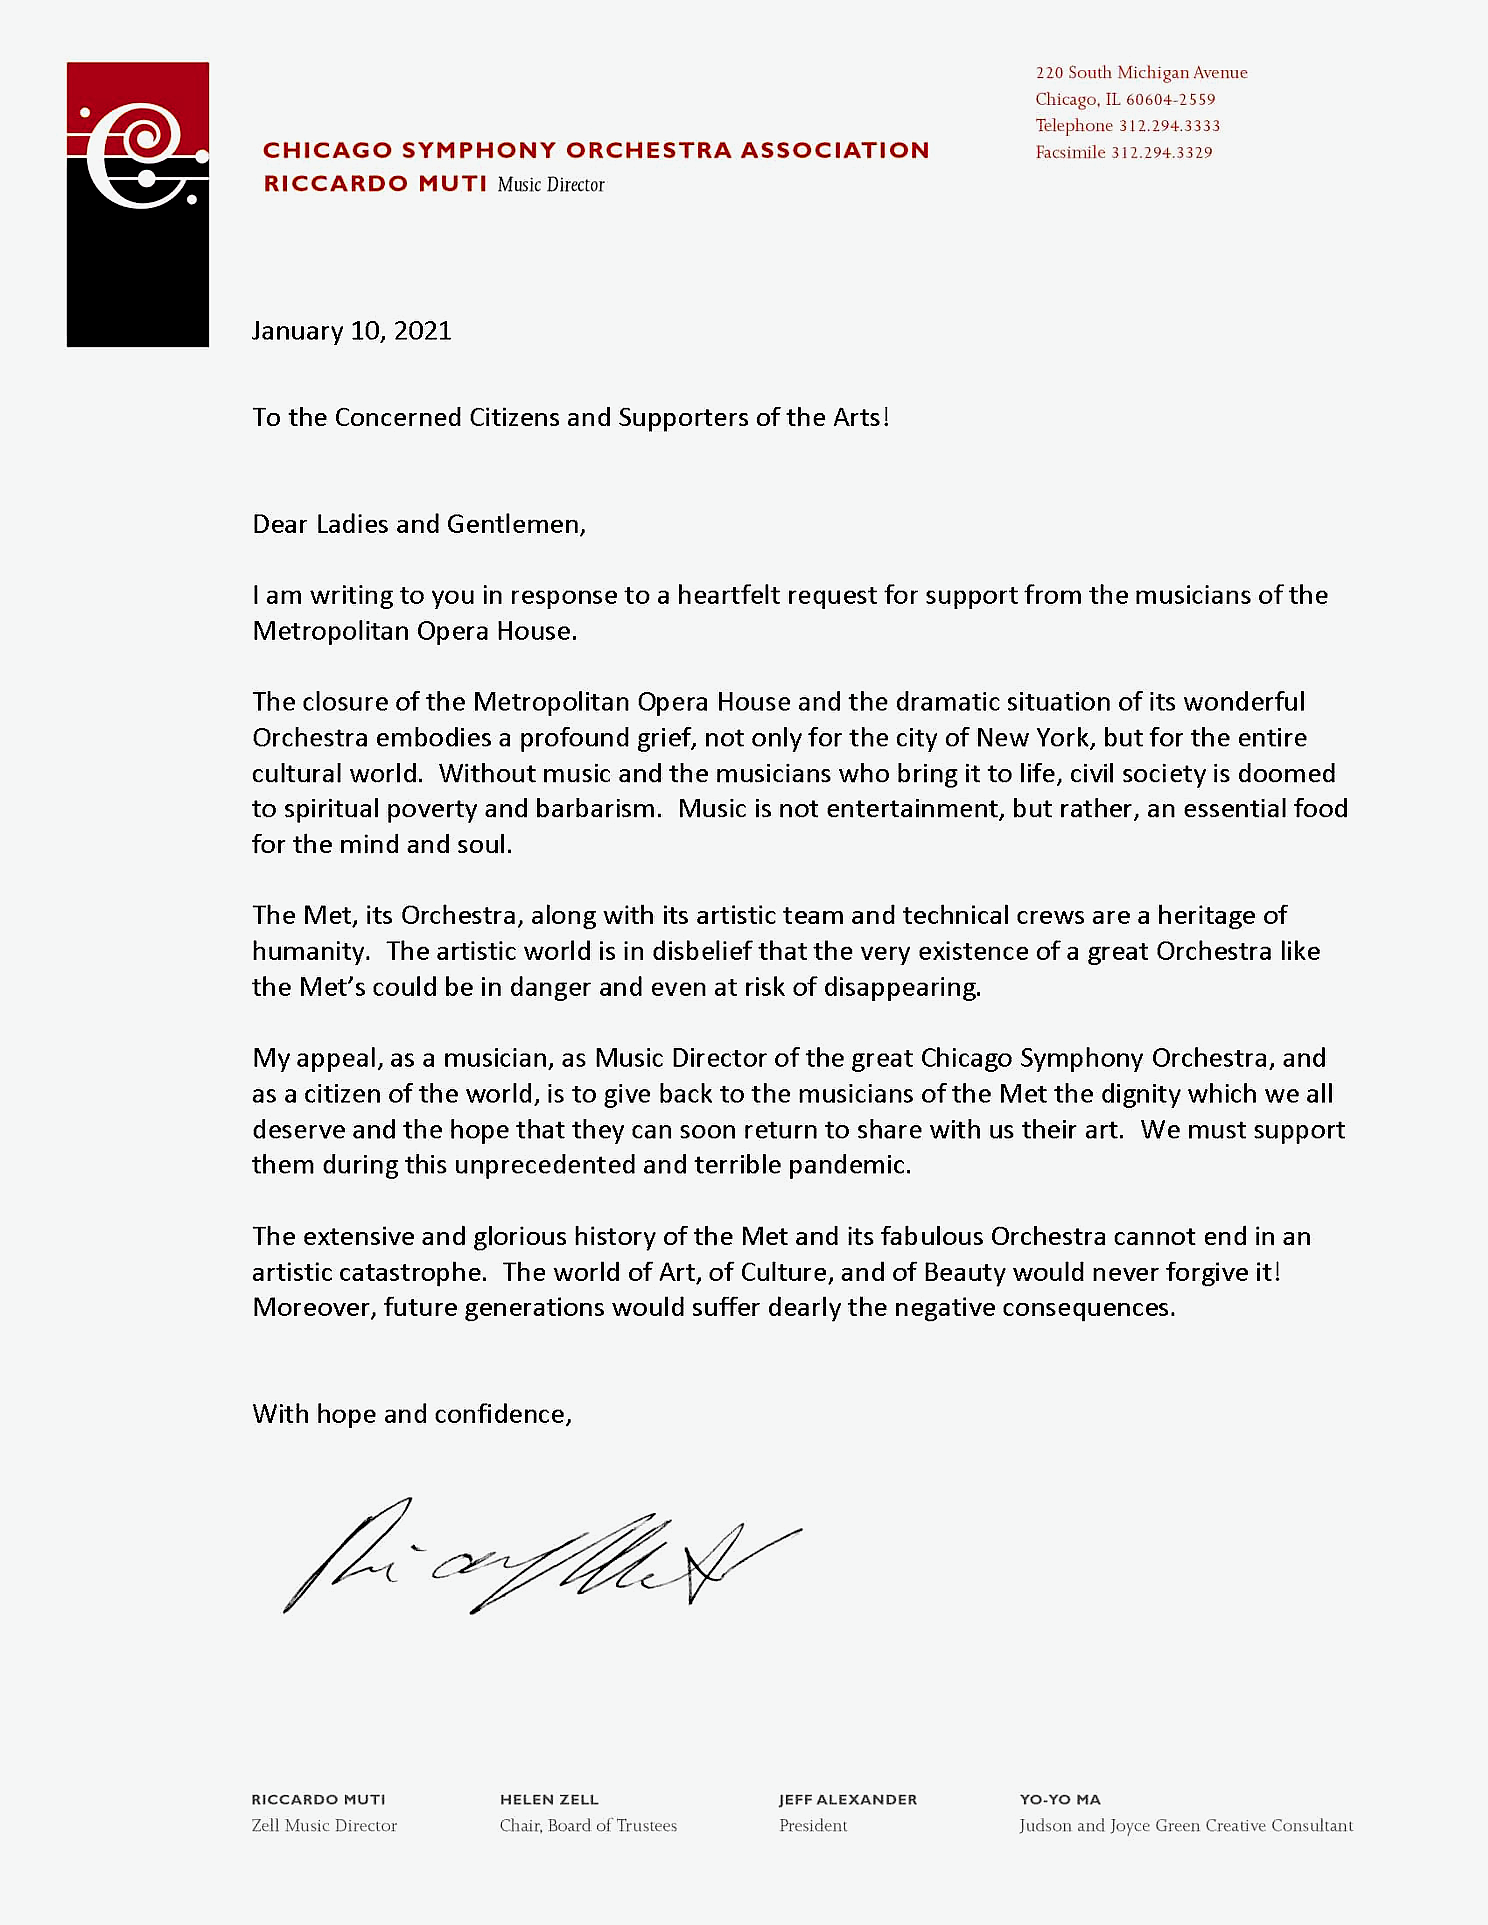 220 South Michigan Avenue
Chicago, IL 60604-2559
Telephone 312.294.3333
Facsimile 312.294.3329
CHICAGO SYMPHONY ORCHESTRA ASSOCIATION
RICCARDO MUTI Music Director
January 10, 2021
To the Concerned Citizens and Supporters of the Arts!
Dear Ladies and Gentlemen,
I am writing to you in response to a heartfelt request for support from the musicians of the
Metropolitan Opera House.
The closure of the Metropolitan Opera House and the dramatic situation of its wonderful
Orchestra embodies a profound grief, not only for the city of New York, but for the entire
cultural world.  Without music and the musicians who bring it to life, civil society is doomed
to spiritual poverty and barbarism.  Music is not entertainment, but rather, an essential food
for the mind and soul.
The Met, its Orchestra, along with its artistic team and technical crews are a heritage of
humanity.  The artistic world is in disbelief that the very existence of a great Orchestra like
the Met’s could be in danger and even at risk of disappearing.
My appeal, as a musician, as Music Director of the great Chicago Symphony Orchestra, and
as a citizen of the world, is to give back to the musicians of the Met the dignity which we all
deserve and the hope that they can soon return to share with us their art.  We must support
them during this unprecedented and terrible pandemic.
The extensive and glorious history of the Met and its fabulous Orchestra cannot end in an
artistic catastrophe.  The world of Art, of Culture, and of Beauty would never forgive it!
Moreover, future generations would suffer dearly the negative consequences.
With hope and confidence,
Riccardo Muti
RICCARDO MUTI HELEN ZELL JEFF ALEXANDER YO-YO MA
Zell Music Director Chair, Board of Trustees President Judson and Joyce Green Creative Consultant